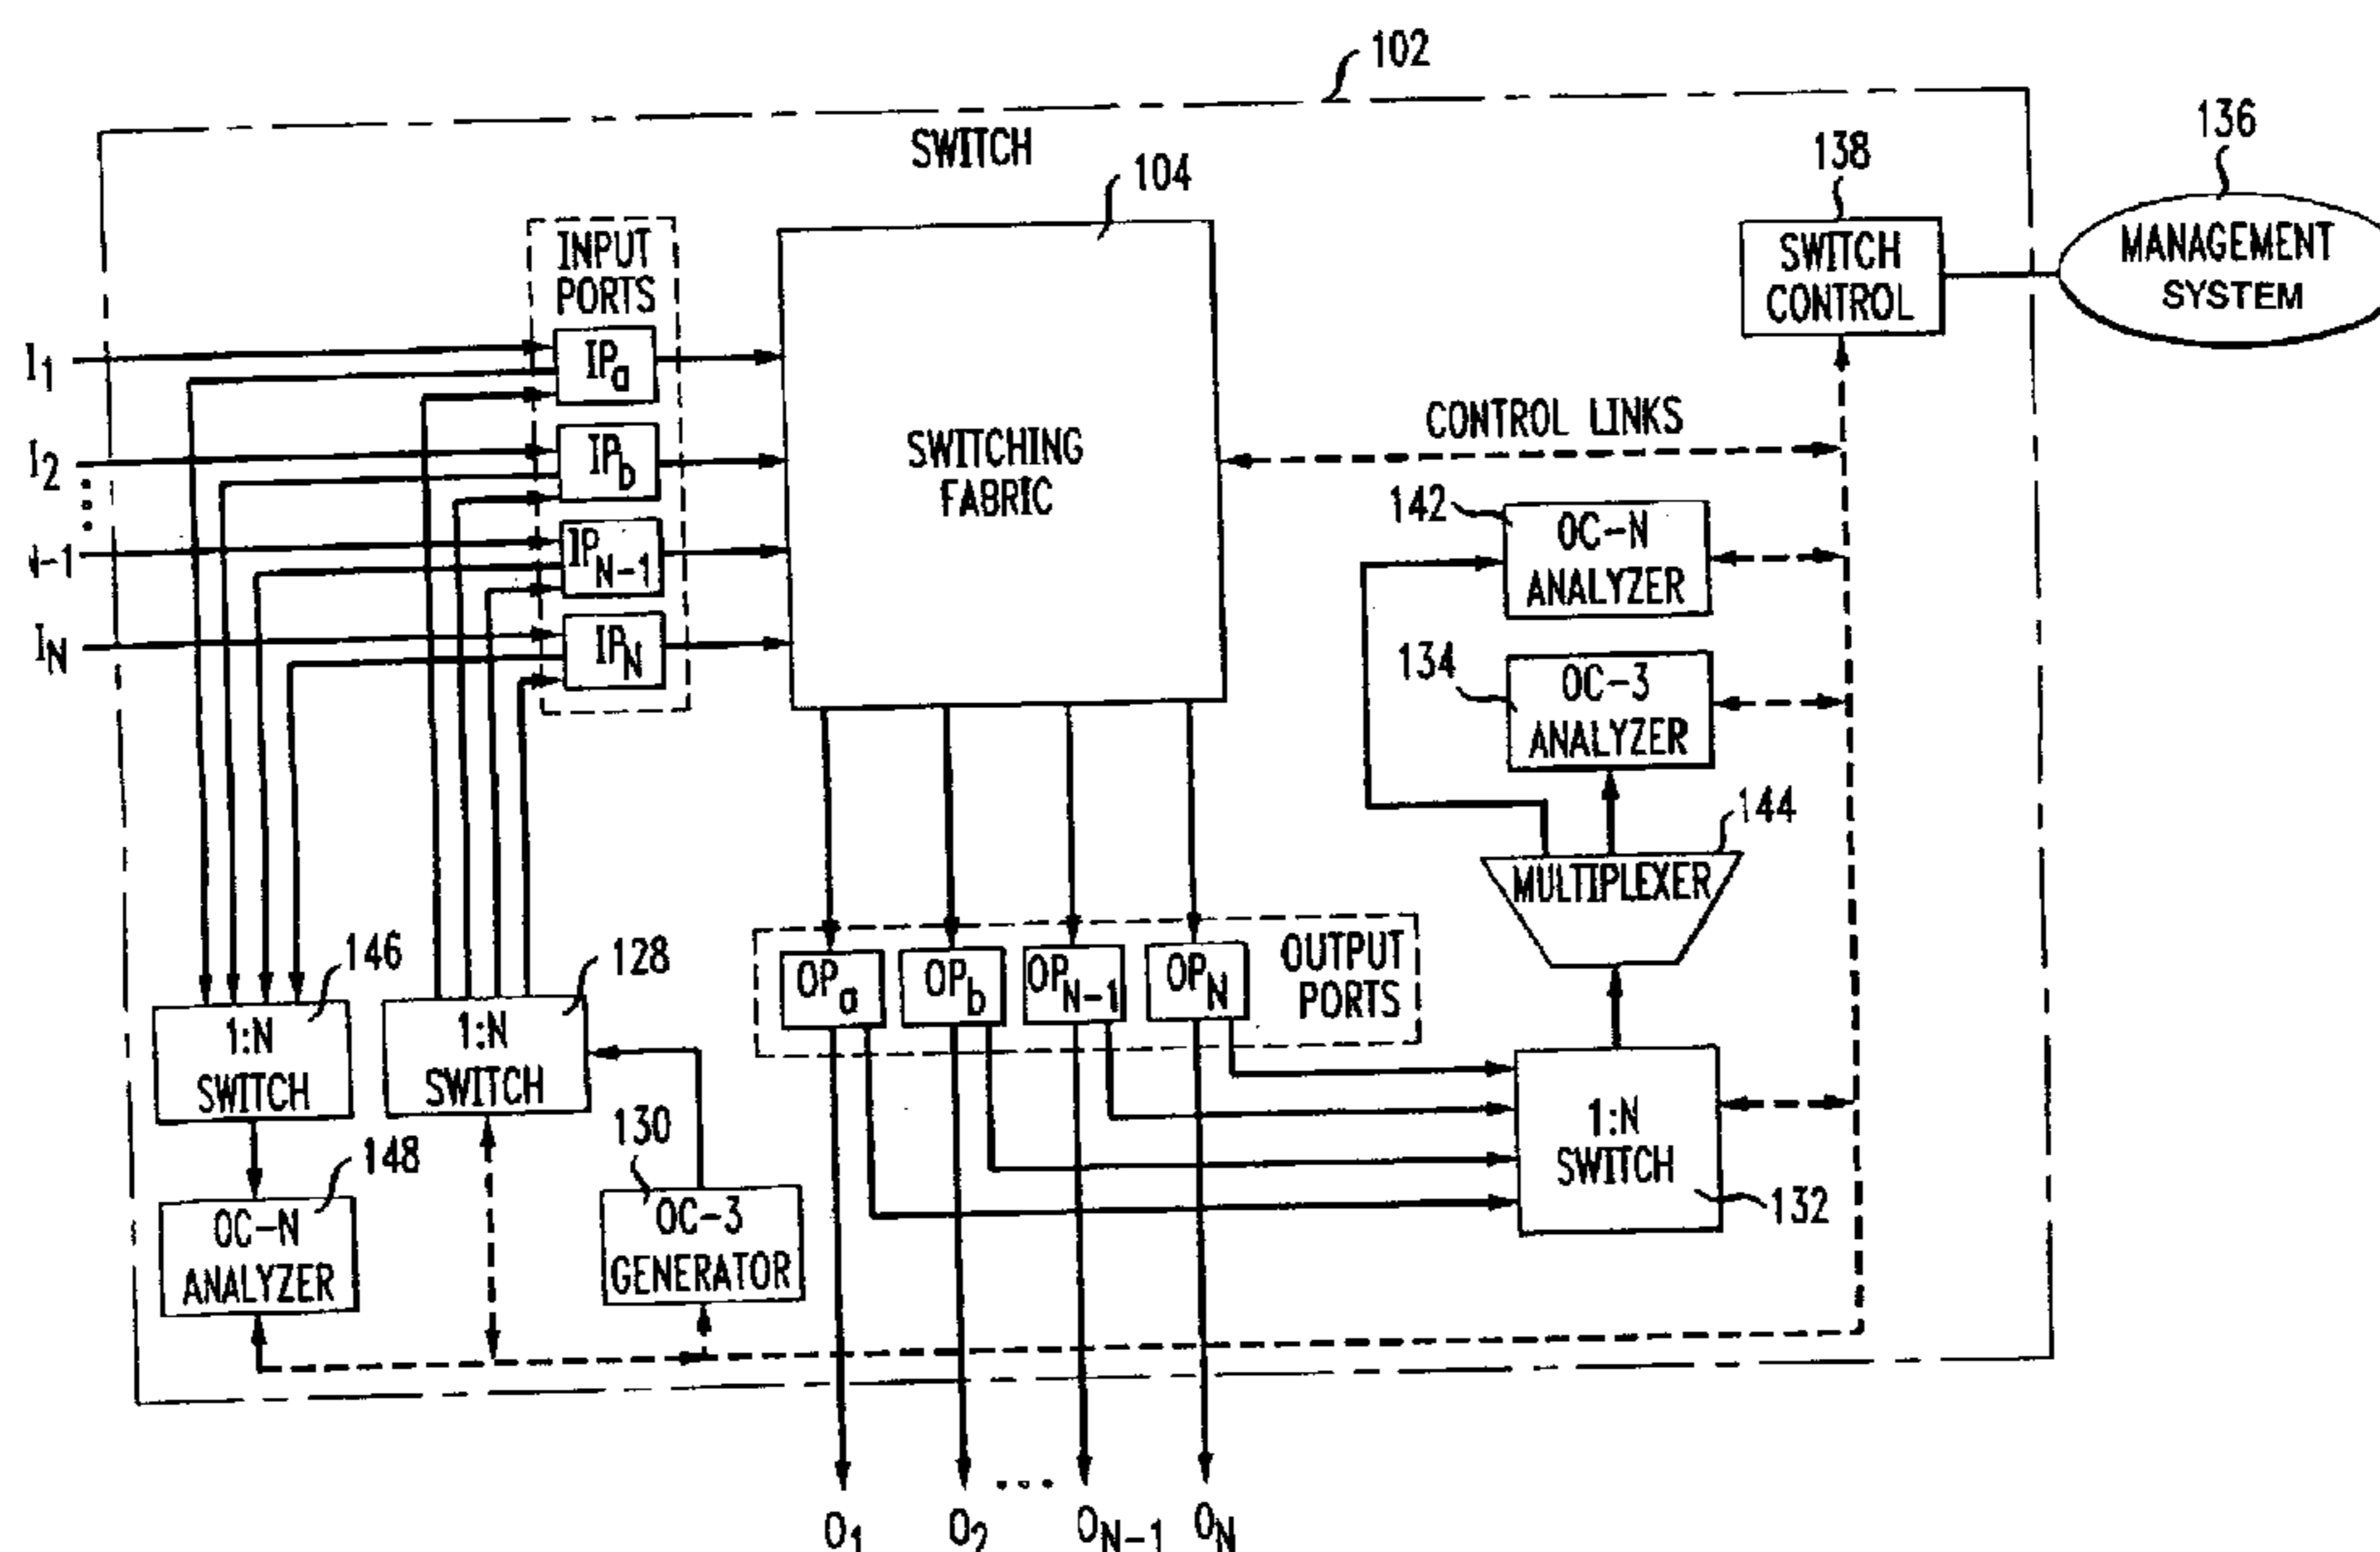 102
SWITCH
136
138
104
MANAGEMENT
SYSTEM
SWITCH
CONTROL
INPUT
PORTS
I1
IPa
CONTROL LINKS
I2
IPb
SWITCHING
FABRIC
142
OC-N
ANALYZER
-1
IPN-1
IN
IPN
134
OC-3
ANALYZER
144
MULTIPLEXER
146
128
OPa
OPb
OPN-1
OPN
OUTPUT
PORTS
1:N
SWITCH
1:N
SWITCH
130
148
1:N
SWITCH
132
OC-N
ANALYZER
OC-3
GENERATOR
O1
O2
...
ON-1
ON